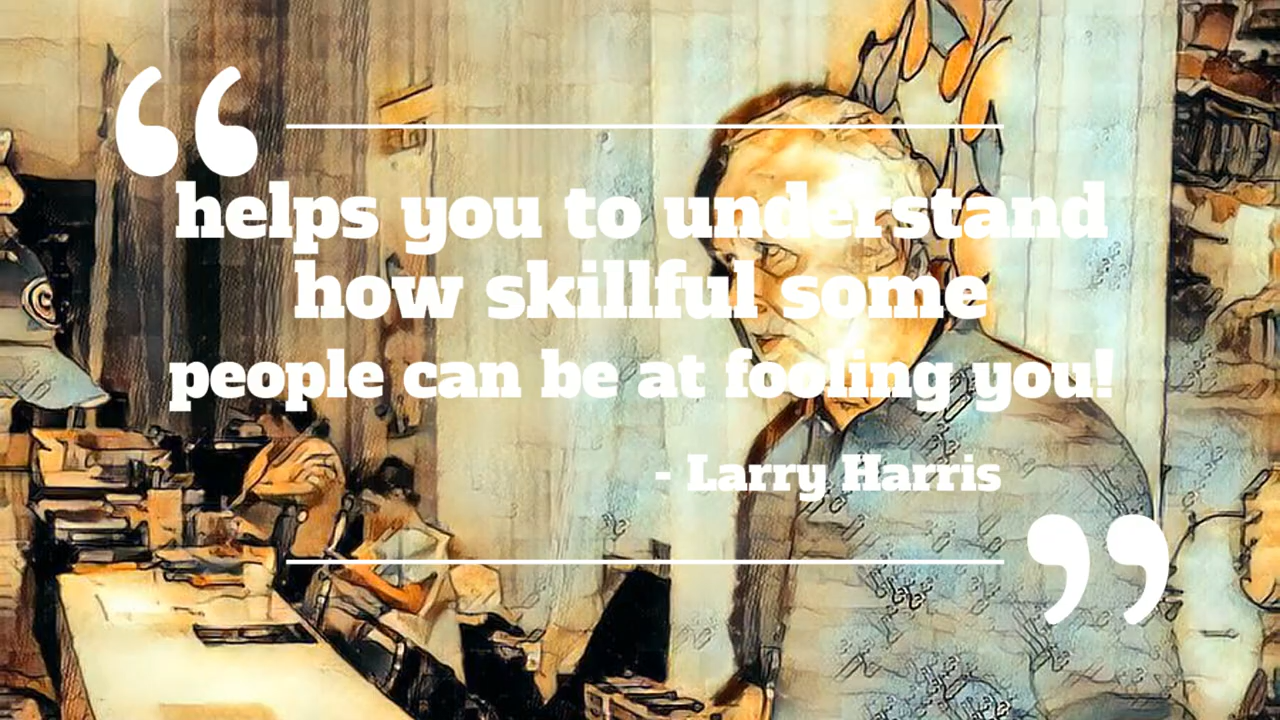 helps you to understand
how skillful some
people can be at fooling you!
- Larry Harris